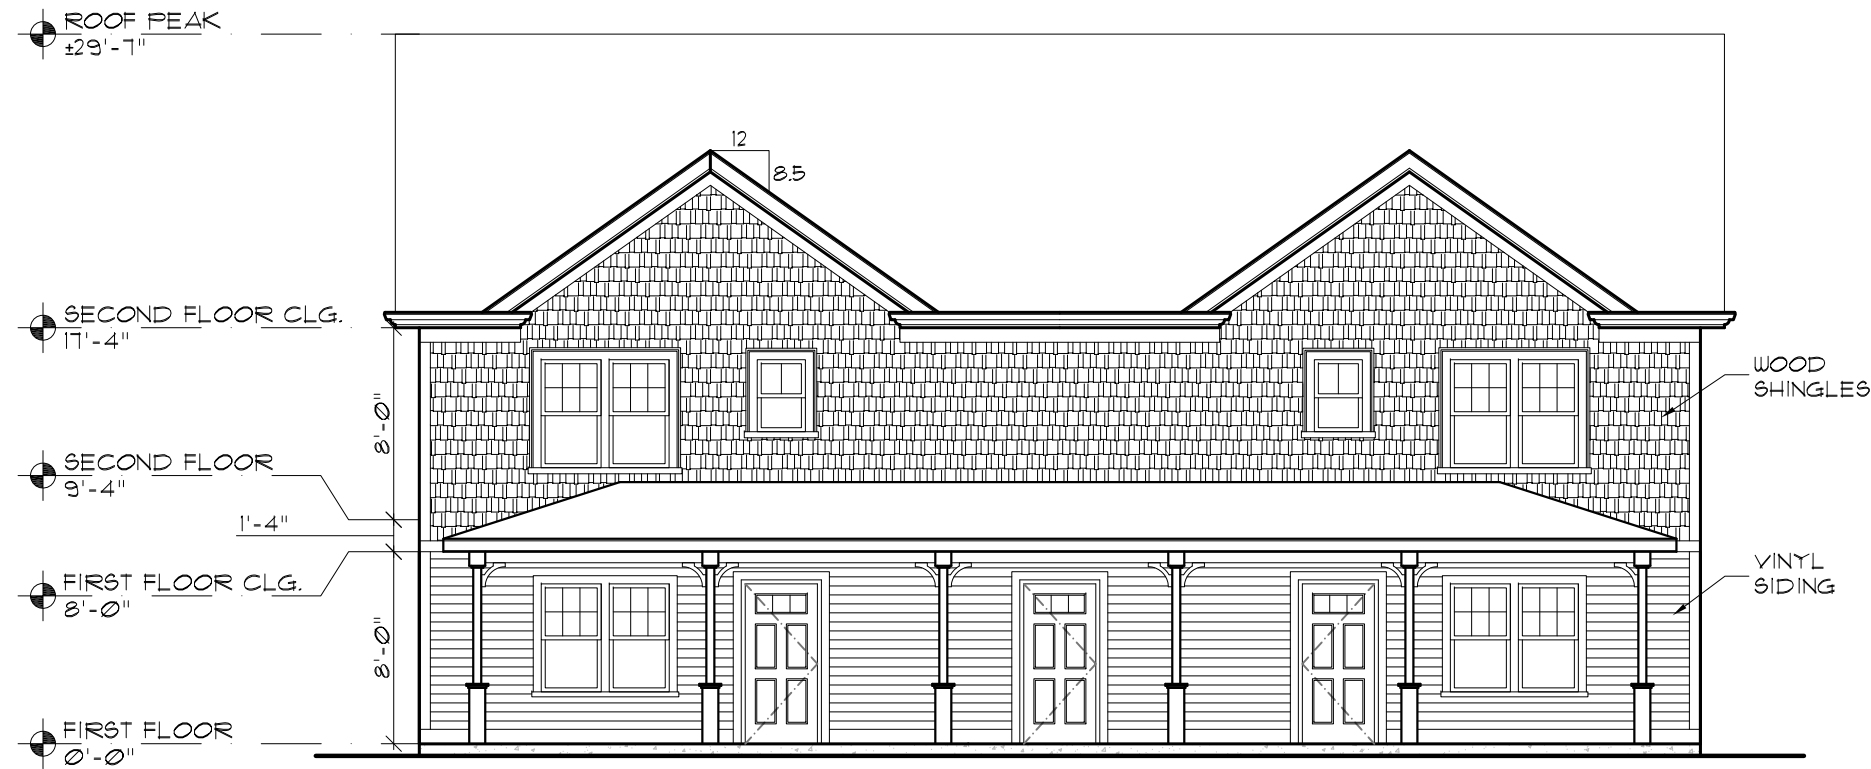 ROOF PEAK
±29'-7"
12
8.5
SECOND FLOOR CLG.
17'-4"
WOOD
SHINGLES
8'-0"
SECOND FLOOR
9'-4"
1'-4"
FIRST FLOOR CLG.
8'-0"
VINYL
SIDING
8'-0"
FIRST FLOOR
0'-0"